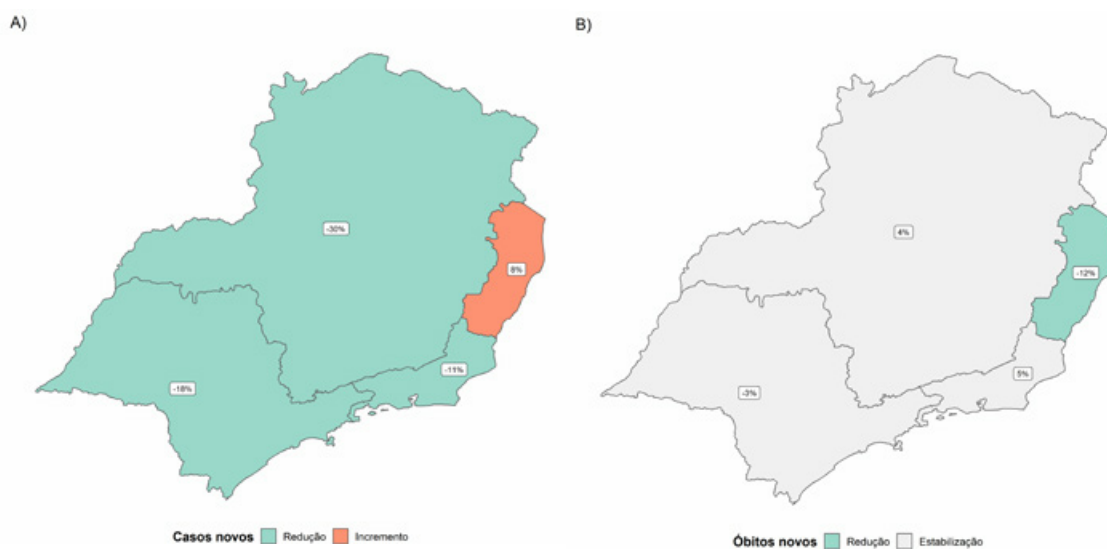 A)
-30%
8%
-11%
-18%
Casos novos Redução Incremento
B)
4%
-12%
5%
-3%
Óbitos novos Redução Estabilização